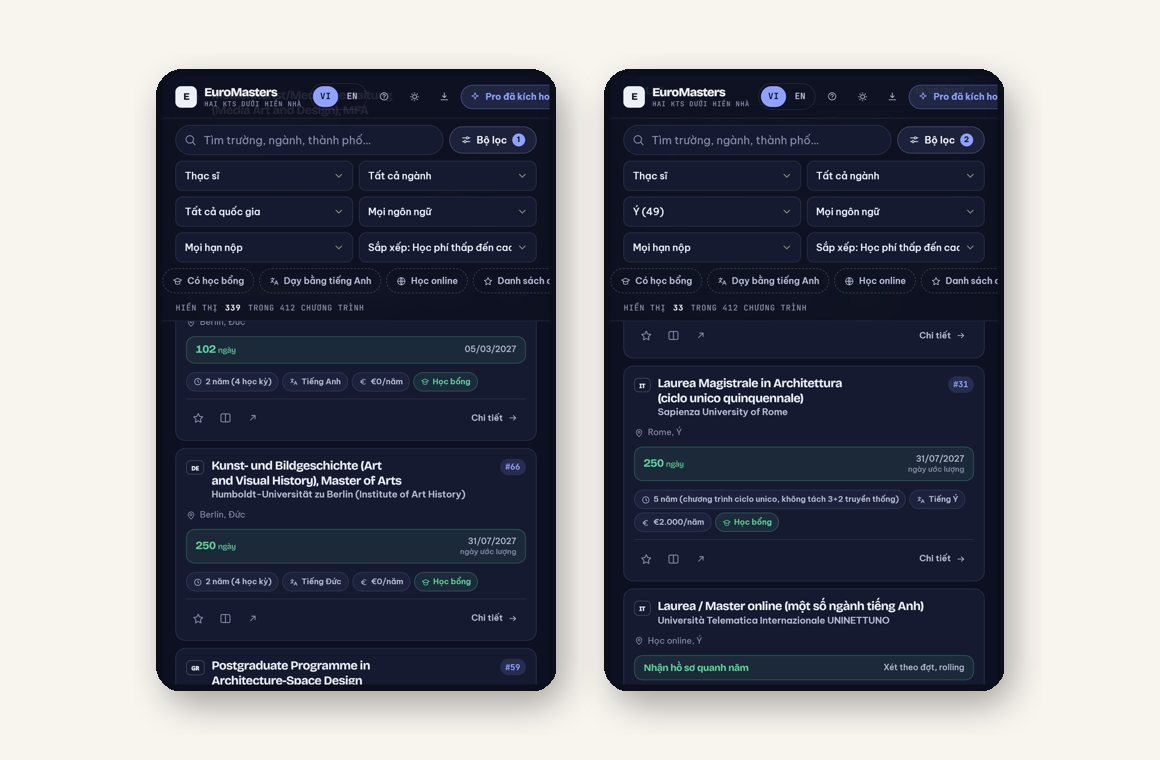 E EuroMasters VI EN Pro đã kích ho
HAI KTS DƯỚI HIÊN NHÀ
(Media Art and Design), MFA
Tìm trường, ngành, thành phố... Bộ lọc 1
Thạc sĩ Tất cả ngành
Tất cả quốc gia Mọi ngôn ngữ
Mọi hạn nộp Sắp xếp: Học phí thấp đến cao
Có học bổng Dạy bằng tiếng Anh Học online Danh sách
HIỂN THỊ 339 TRONG 412 CHƯƠNG TRÌNH
Berlin, Đức
102 ngày 05/03/2027
2 năm (4 học kỳ) Tiếng Anh €0/năm Học bổng
Chi tiết →
DE Kunst- und Bildgeschichte (Art #66
and Visual History), Master of Arts
Humboldt-Universität zu Berlin (Institute of Art History)
Berlin, Đức
250 ngày 31/07/2027
ngày ước lượng
2 năm (4 học kỳ) Tiếng Đức €0/năm Học bổng
Chi tiết →
GR Postgraduate Programme in #59
Architecture-Space Design
E EuroMasters VI EN Pro đã kích ho
HAI KTS DƯỚI HIÊN NHÀ
Tìm trường, ngành, thành phố... Bộ lọc 2
Thạc sĩ Tất cả ngành
Ý (49) Mọi ngôn ngữ
Mọi hạn nộp Sắp xếp: Học phí thấp đến cao
Có học bổng Dạy bằng tiếng Anh Học online Danh sách
HIỂN THỊ 33 TRONG 412 CHƯƠNG TRÌNH
Chi tiết →
IT Laurea Magistrale in Architettura #31
(ciclo unico quinquennale)
Sapienza University of Rome
Rome, Ý
250 ngày 31/07/2027
ngày ước lượng
5 năm (chương trình ciclo unico, không tách 3+2 truyền thống) Tiếng Ý
€2.000/năm Học bổng
Chi tiết →
IT Laurea / Master online (một số ngành tiếng Anh)
Università Telematica Internazionale UNINETTUNO
Học online, Ý
Nhận hồ sơ quanh năm Xét theo đợt, rolling